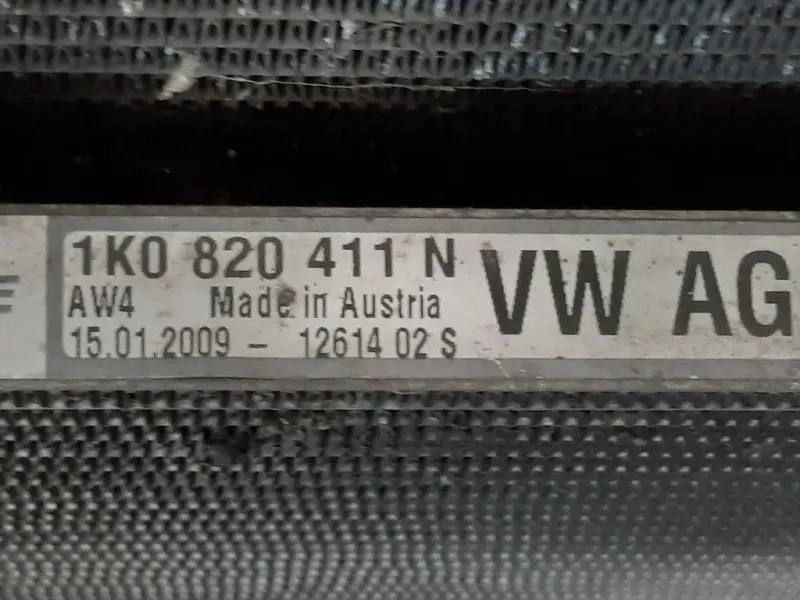 1K0 820 411 N
AW4 Made in Austria
15.01.2009 - 12614 02 S
VW AG